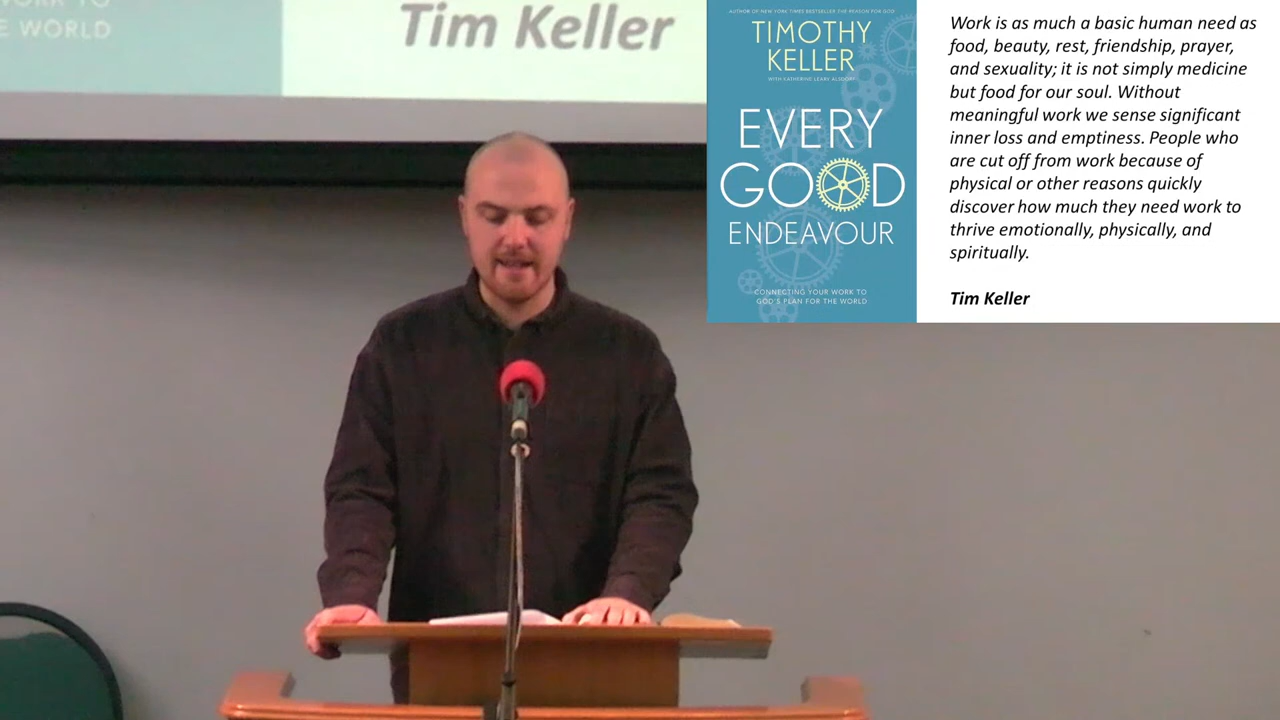 WORK TO
E WORLD
Tim Keller
AUTHOR OF NEW YORK TIMES BESTSELLER THE REASON FOR GOD
TIMOTHY
KELLER
WITH KATHERINE LEARY ALSDORF
EVERY
GOOD
ENDEAVOUR
CONNECTING YOUR WORK TO
GOD'S PLAN FOR THE WORLD
Work is as much a basic human need as
food, beauty, rest, friendship, prayer,
and sexuality; it is not simply medicine
but food for our soul. Without
meaningful work we sense significant
inner loss and emptiness. People who
are cut off from work because of
physical or other reasons quickly
discover how much they need work to
thrive emotionally, physically, and
spiritually.
Tim Keller